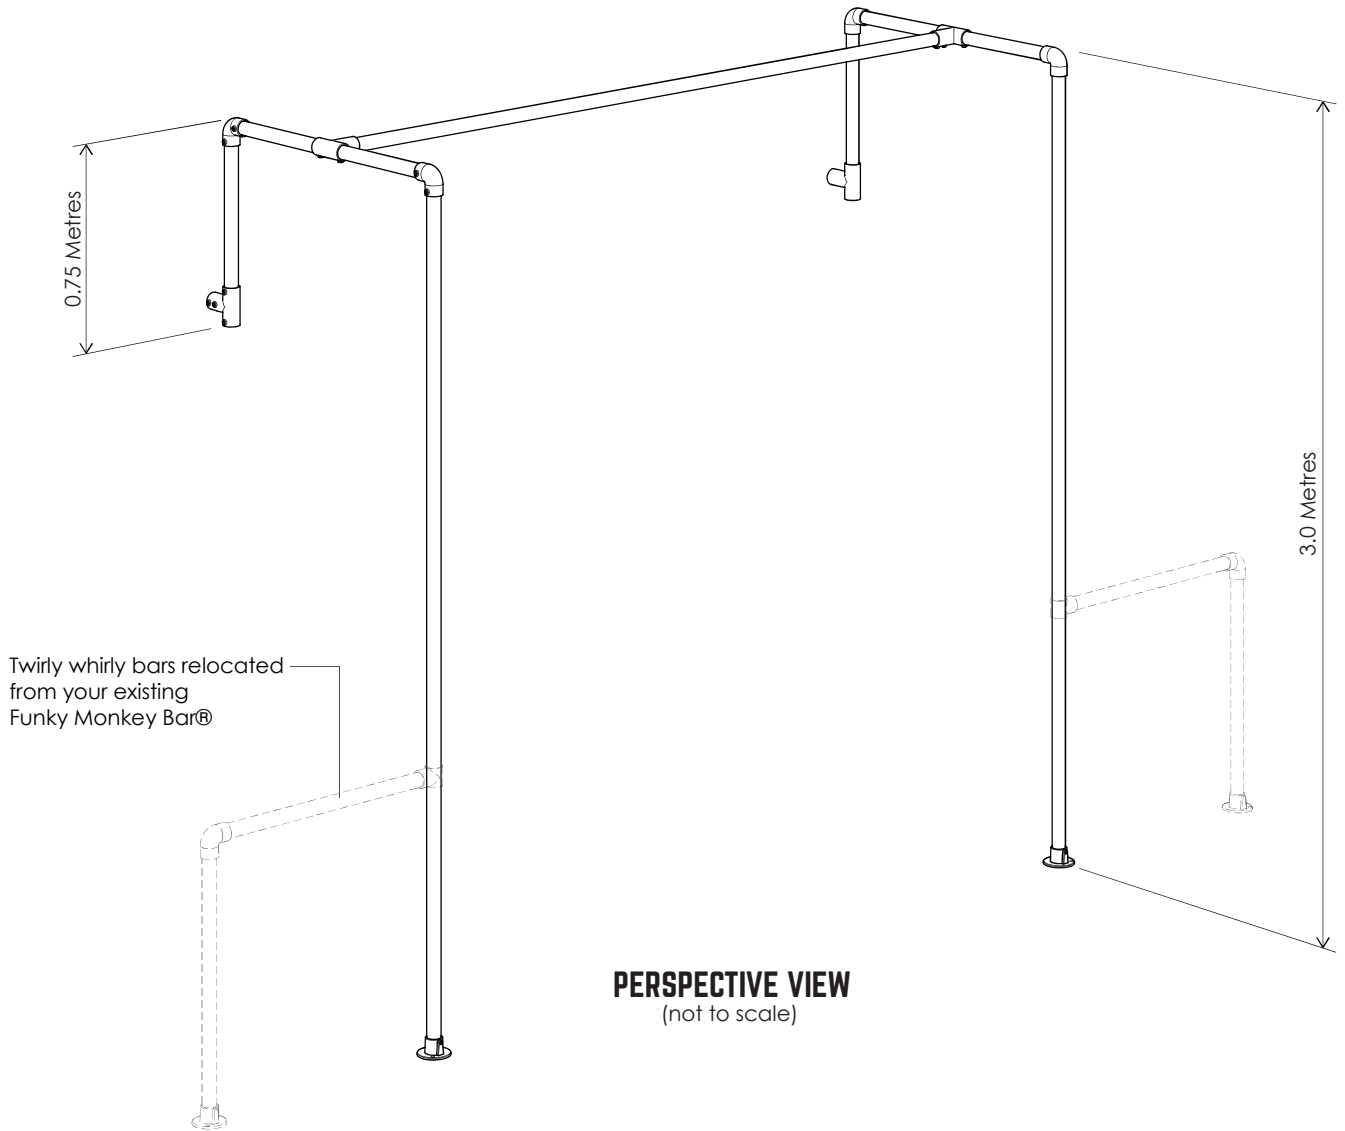 0.75 Metres
3.0 Metres
Twirly whirly bars relocated
from your existing
Funky Monkey Bar®
PERSPECTIVE VIEW
(not to scale)